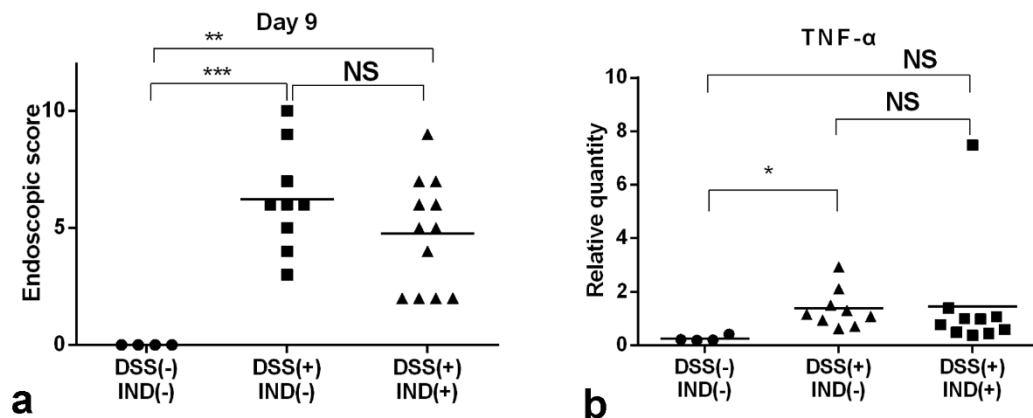 Day 9
**
***
NS
Endoscopic score
10
5
0
DSS(-)
IND(-)
DSS(+)
IND(-)
DSS(+)
IND(+)
a
TNF-α
NS
NS
*
Relative quantity
10
8
6
4
2
0
DSS(-)
IND(-)
DSS(+)
IND(-)
DSS(+)
IND(+)
b